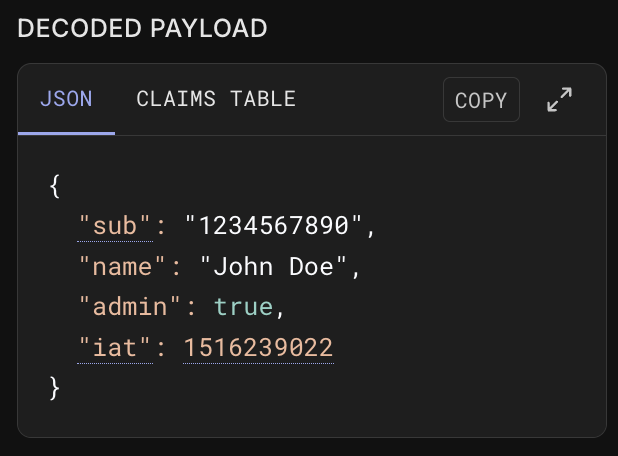 DECODED PAYLOAD
JSON CLAIMS TABLE COPY
{
"sub": "1234567890",
"name": "John Doe",
"admin": true,
"iat": 1516239022
}